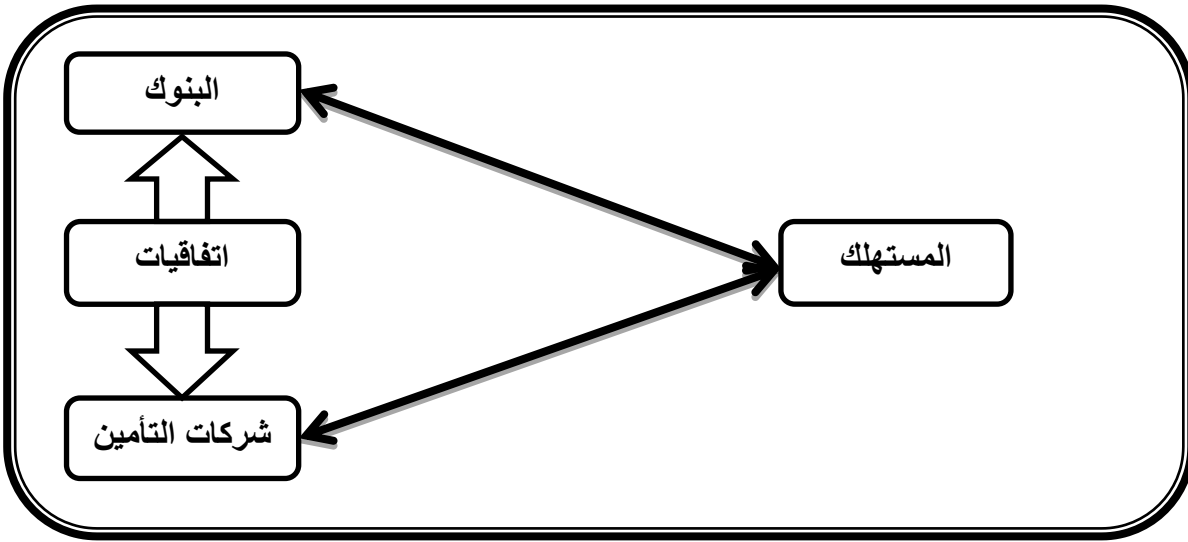 البنوك
اتفاقيات
المستهلك
شركات التأمين